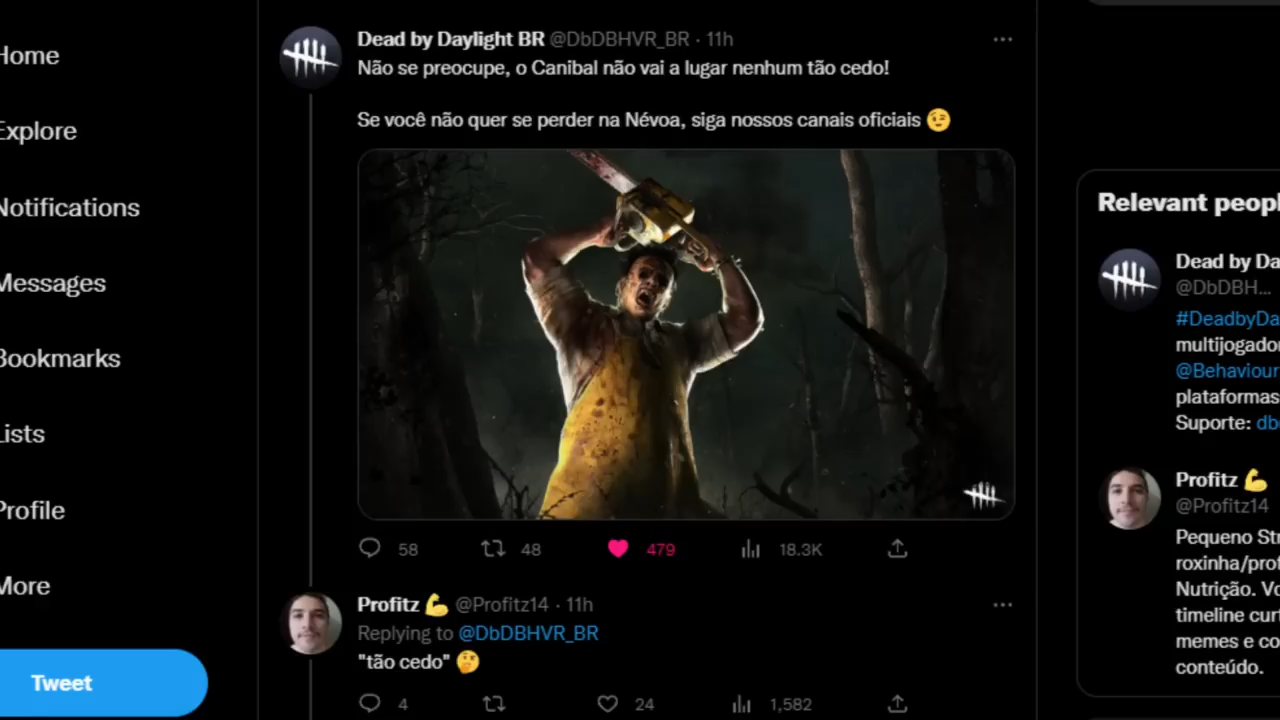 Home
Explore
Notifications
Messages
Bookmarks
Lists
Profile
More
Tweet
Dead by Daylight BR @DbDBHVR_BR · 11h
Não se preocupe, o Canibal não vai a lugar nenhum tão cedo!
Se você não quer se perder na Névoa, siga nossos canais oficiais 😉
58 48 479 18.3K
Profitz 💪 @Profitz14 · 11h
Replying to @DbDBHVR_BR
"tão cedo" 🤔
4 24 1,582
Relevant peopl
Dead by Da
@DbDBH...
#DeadbyDa
multijogador
@Behaviour
plataformas
Suporte: db
Profitz 💪
@Profitz14
Pequeno Str
roxinha/prof
Nutrição. Vo
timeline curt
memes e co
conteúdo.